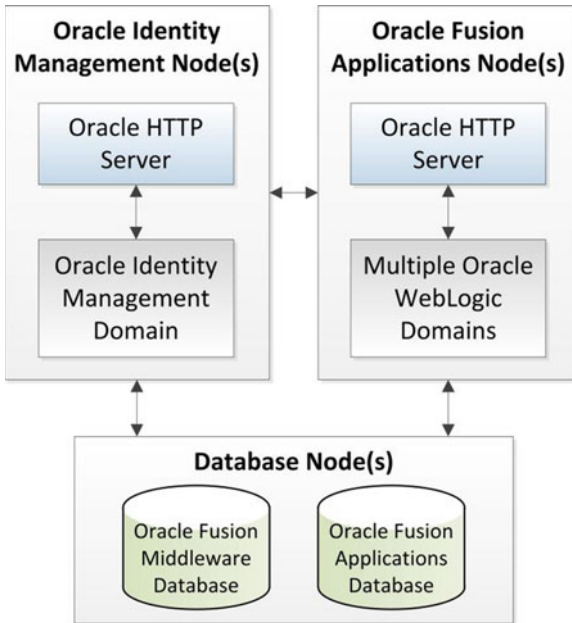 Oracle Identity
Management Node(s)
Oracle HTTP
Server
Oracle Identity
Management
Domain
Oracle Fusion
Applications Node(s)
Oracle HTTP
Server
Multiple Oracle
WebLogic
Domains
Database Node(s)
Oracle Fusion
Middleware
Database
Oracle Fusion
Applications
Database